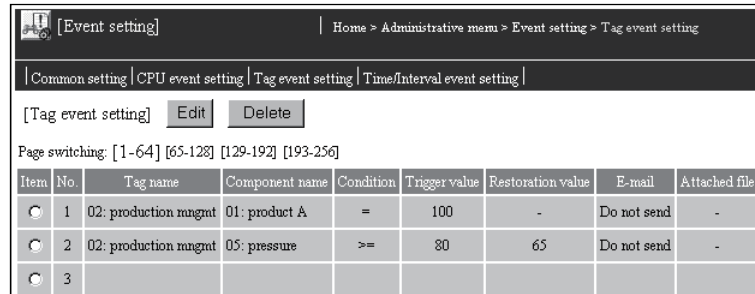 [Event setting] | Home > Administrative menu > Event setting > Tag event setting
| Common setting | CPU event setting | Tag event setting | Time/Interval event setting |
[Tag event setting] Edit Delete
Page switching: [1-64] [65-128] [129-192] [193-256]
Item No. Tag name Component name Condition Trigger value Restoration value E-mail Attached file
1 02: production mngmt 01: product A = 100 - Do not send -
2 02: production mngmt 05: pressure >= 80 65 Do not send -
3